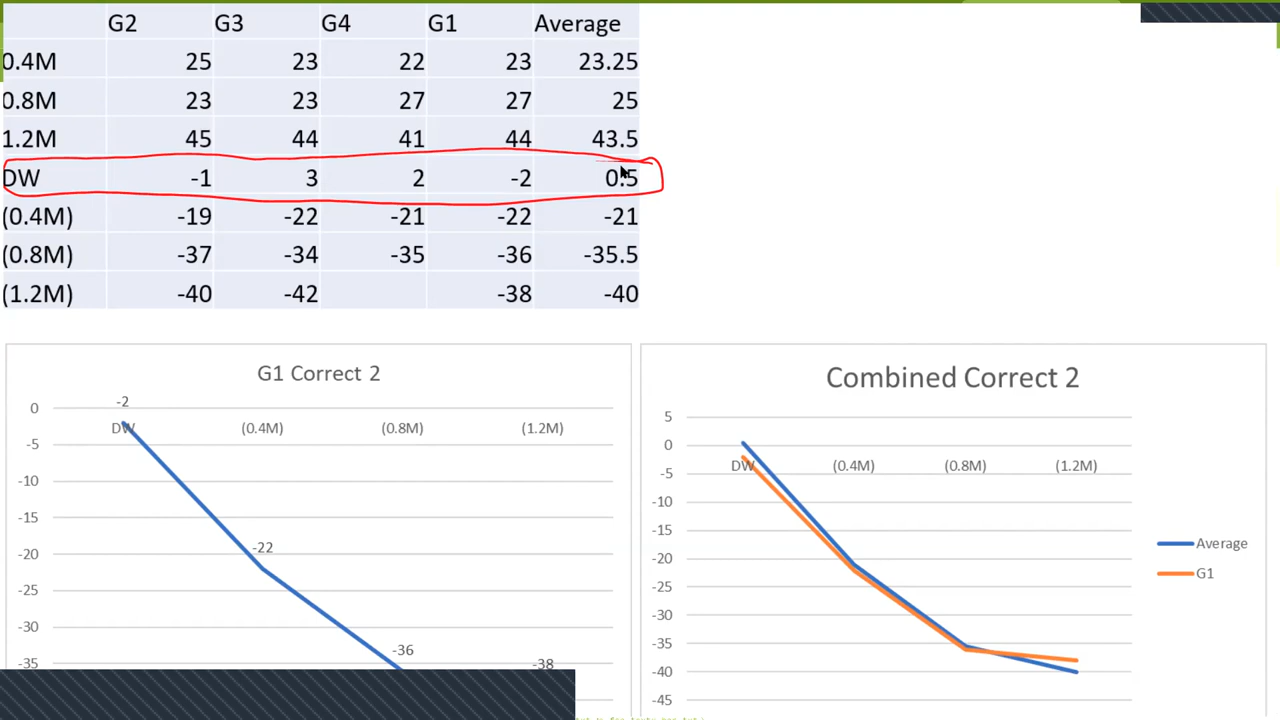 G2 G3 G4 G1 Average
0.4M 25 23 22 23 23.25
0.8M 23 23 27 27 25
1.2M 45 44 41 44 43.5
DW -1 3 2 -2 0.5
(0.4M) -19 -22 -21 -22 -21
(0.8M) -37 -34 -35 -36 -35.5
(1.2M) -40 -42 -38 -40
G1 Correct 2
-2
0
DW (0.4M) (0.8M) (1.2M)
-5
-10
-15
-20
-22
-25
-30
-35
-36
-38
Combined Correct 2
5
0
DW (0.4M) (0.8M) (1.2M)
-5
-10
-15
-20
-25
-30
-35
-40
-45
Average
G1